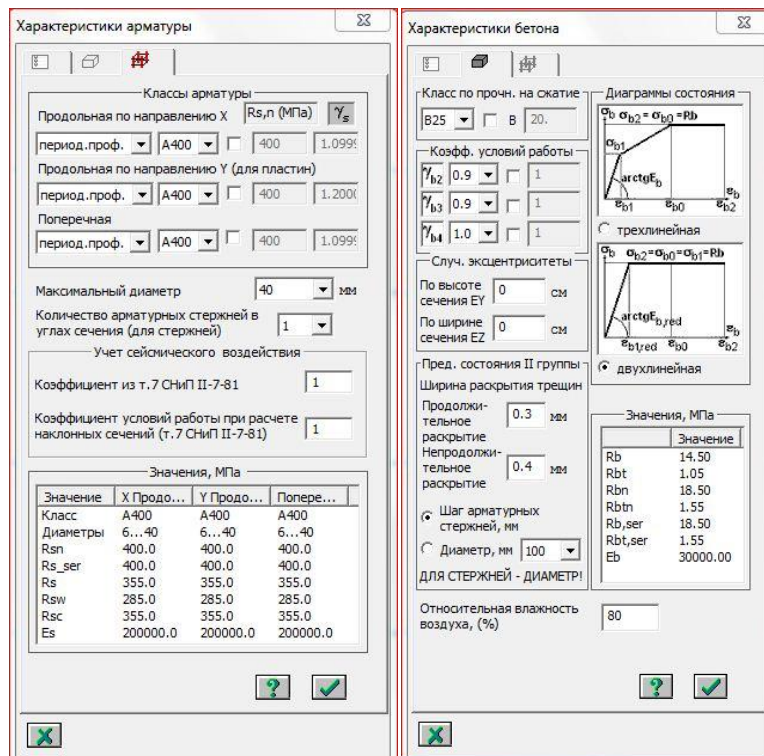 Характеристики арматуры
Классы арматуры
Продольная по направлению X Rs,n (МПа) γs
период.проф. A400 400 1.0999
Продольная по направлению Y (для пластин)
период.проф. A400 400 1.2000
Поперечная
период.проф. A400 400 1.0999
Максимальный диаметр 40 мм
Количество арматурных стержней в
углах сечения (для стержней) 1
Учет сейсмического воздействия
Коэффициент из т.7 СНиП II-7-81 1
Коэффициент условий работы при расчете
наклонных сечений (т.7 СНиП II-7-81) 1
Значения, МПа
Значение X Продо... Y Продо... Попере...
Класс A400 A400 A400
Диаметры 6...40 6...40 6...40
Rsn 400.0 400.0 400.0
Rs_ser 400.0 400.0 400.0
Rs 355.0 355.0 355.0
Rsw 285.0 285.0 285.0
Rsc 355.0 355.0 355.0
Es 200000.0 200000.0 200000.0
?
Характеристики бетона
Класс по прочн. на сжатие
B25 B 20.
Коэфф. условий работы
γb2 0.9 1
γb3 0.9 1
γb4 1.0 1
Случ. эксцентриситеты
По высоте
сечения EY 0 см
По ширине
сечения EZ 0 см
Пред. состояния II группы
Ширина раскрытия трещин
Продолжи-
тельное 0.3 мм
раскрытие
Непродолжи-
тельное 0.4 мм
раскрытие
Шаг арматурных
стержней, мм
Диаметр, мм 100
ДЛЯ СТЕРЖНЕЙ - ДИАМЕТР!
Относительная влажность
воздуха, (%) 80
Диаграммы состояния
σb σb2 = σb0 =Rb
σb1
arctgEb
εb
εb1 εb0 εb2
трехлинейная
σb σb2=σb0=σb1=Rb
arctgEb,red
εb
εb1,red εb0 εb2
двухлинейная
Значения, МПа
Значение
Rb 14.50
Rbt 1.05
Rbn 18.50
Rbtn 1.55
Rb,ser 18.50
Rbt,ser 1.55
Eb 30000.00
?